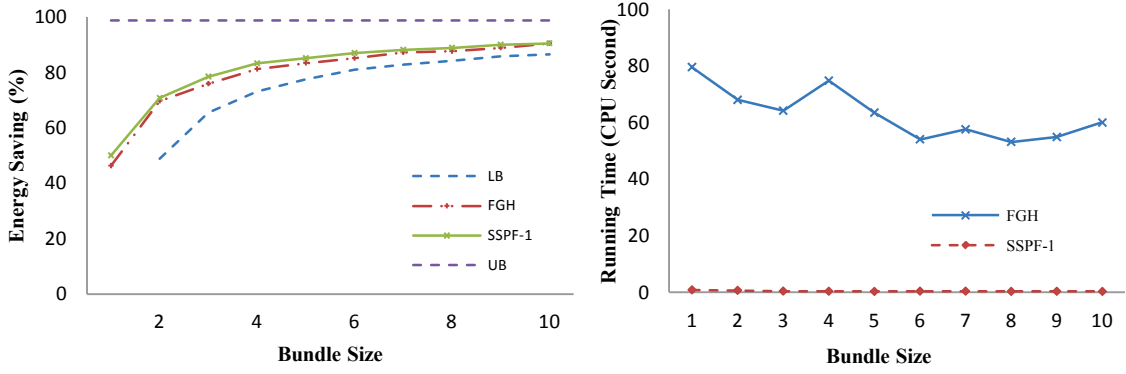 100
80
60
40
20
0
Energy Saving (%)
LB
FGH
SSPF-1
UB
2 4 6 8 10
Bundle Size
100
80
60
40
20
0
Running Time (CPU Second)
FGH
SSPF-1
1 2 3 4 5 6 7 8 9 10
Bundle Size